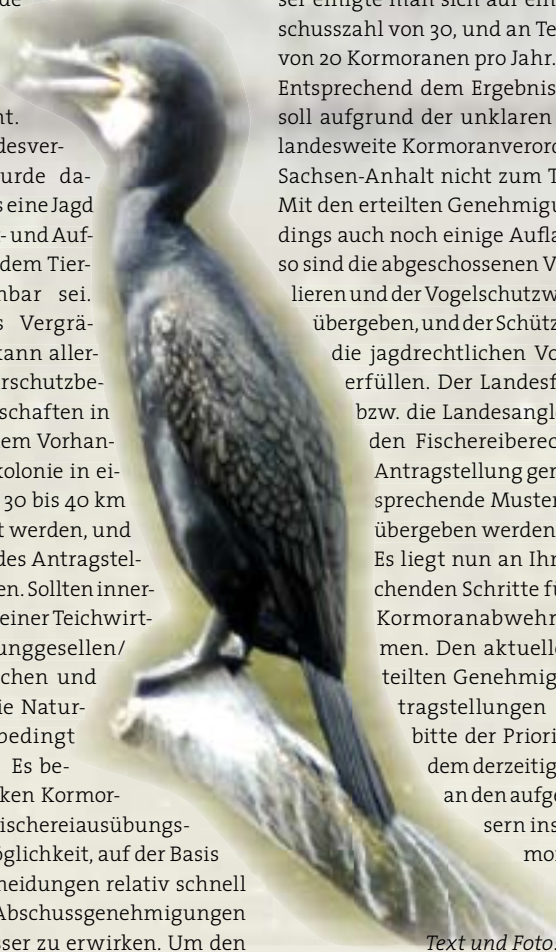 nt.
desver-
urde da-
s eine Jagd
- und Auf-
dem Tier-
nbar sei.
s Vergrä-
kann aller-
rschutzbe-
schaften in
em Vorhan-
kolonie in ei-
30 bis 40 km
t werden, und
des Antragstel-
en. Sollten inner-
einer Teichwirt-
unggesellen/
chen und
ie Natur-
bedingt
Es be-
ken Kormor-
ischereiausübungs-
öglichkeit, auf der Basis
heidungen relativ schnell
Abschussgenehmigungen
sser zu erwirken. Um den
ser einigte man sich auf ein
schusszahl von 30, und an Te
von 20 Kormoranen pro Jahr.
Entsprechend dem Ergebnis
soll aufgrund der unklaren
landesweite Kormoranverord
Sachsen-Anhalt nicht zum T
Mit den erteilten Genehmigu
dings auch noch einige Aufla
so sind die abgeschossenen V
lieren und der Vogelschutzw
übergeben, und der Schütz
die jagdrechtlichen Vo
erfüllen. Der Landesf
bzw. die Landesangl
den Fischereiberec
Antragstellung ger
sprechende Muster
übergeben werden
Es liegt nun an Ihr
chenden Schritte fü
Kormoranabwehr
men. Den aktuell
teilten Genehmig
tragstellungen
bitte der Priori
dem derzeitig
an den aufge
sern ins
mor
Text und Foto: